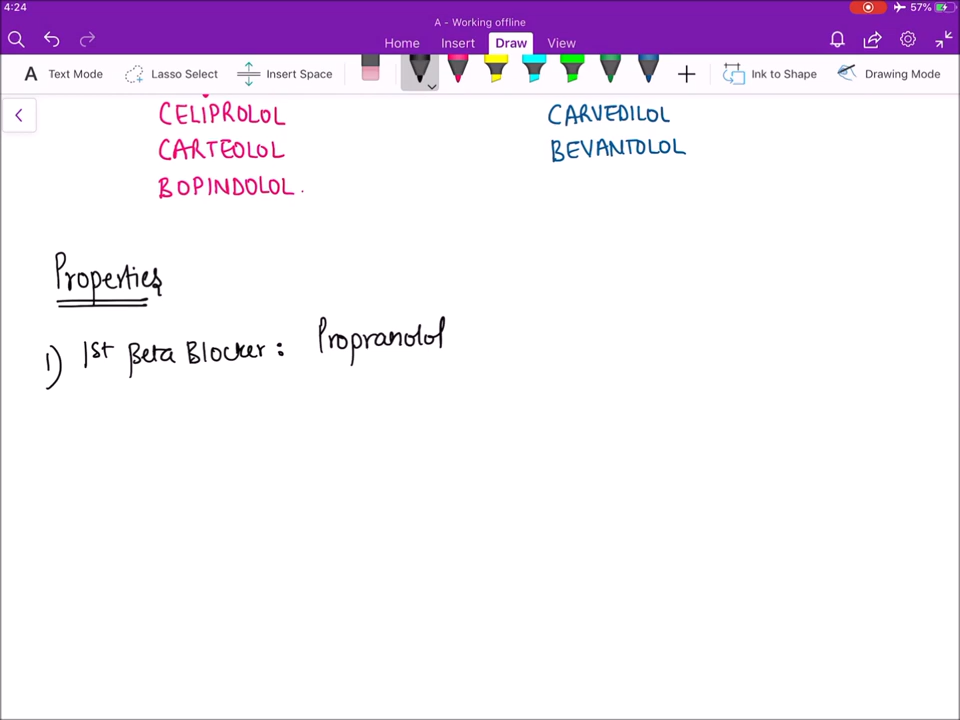 4:24
57%
A - Working offline
Home Insert Draw View
A Text Mode Lasso Select Insert Space Ink to Shape Drawing Mode
CELIPROLOL CARVEDILOL
CARTEOLOL BEVANTOLOL
BOPINDOLOL.
Properties
1) 1st Beta Blocker: Propranolol